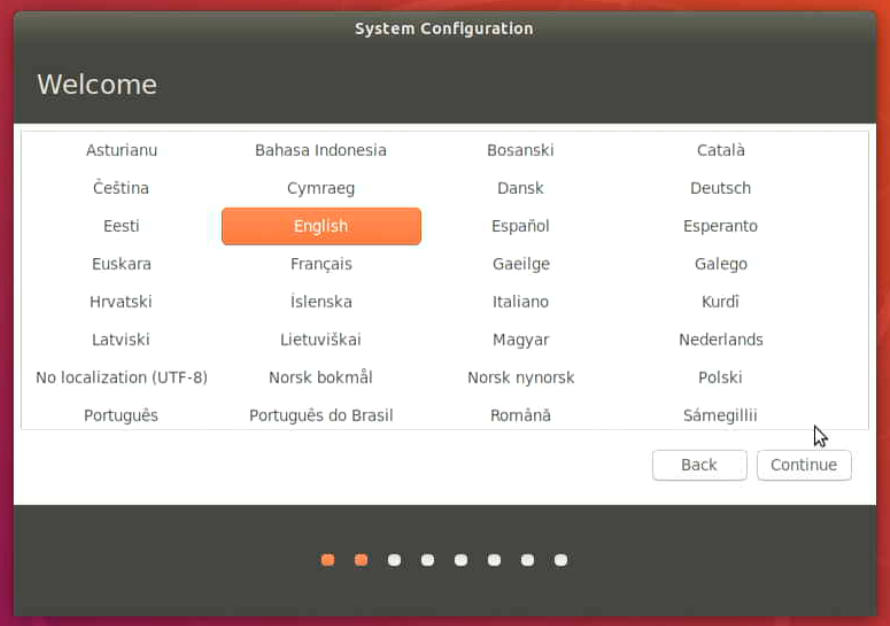 System Configuration
Welcome
Asturianu Bahasa Indonesia Bosanski Català
Čeština Cymraeg Dansk Deutsch
Eesti English Español Esperanto
Euskara Français Gaeilge Galego
Hrvatski Íslenska Italiano Kurdî
Latviski Lietuviškai Magyar Nederlands
No localization (UTF-8) Norsk bokmål Norsk nynorsk Polski
Português Português do Brasil Română Sámegillii
Back Continue